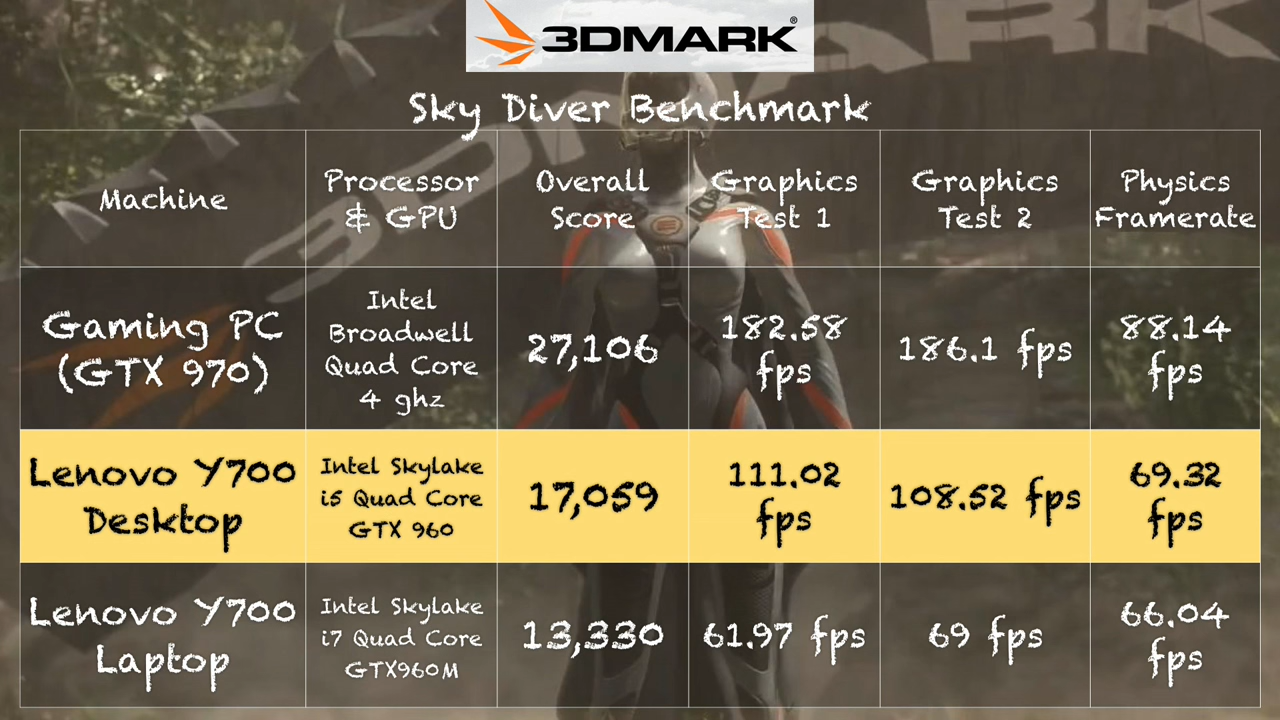 3DMARK®
Sky Diver Benchmark
Machine
Processor
& GPU
Overall
Score
Graphics
Test 1
Graphics
Test 2
Physics
Framerate
Gaming PC
(GTX 970)
Intel
Broadwell
Quad Core
4 ghz
27,106
182.58
fps
186.1 fps
88.14
fps
Lenovo Y700
Desktop
Intel Skylake
i5 Quad Core
GTX 960
17,059
111.02
fps
108.52 fps
69.32
fps
Lenovo Y700
Laptop
Intel Skylake
i7 Quad Core
GTX960M
13,330
61.97 fps
69 fps
66.04
fps